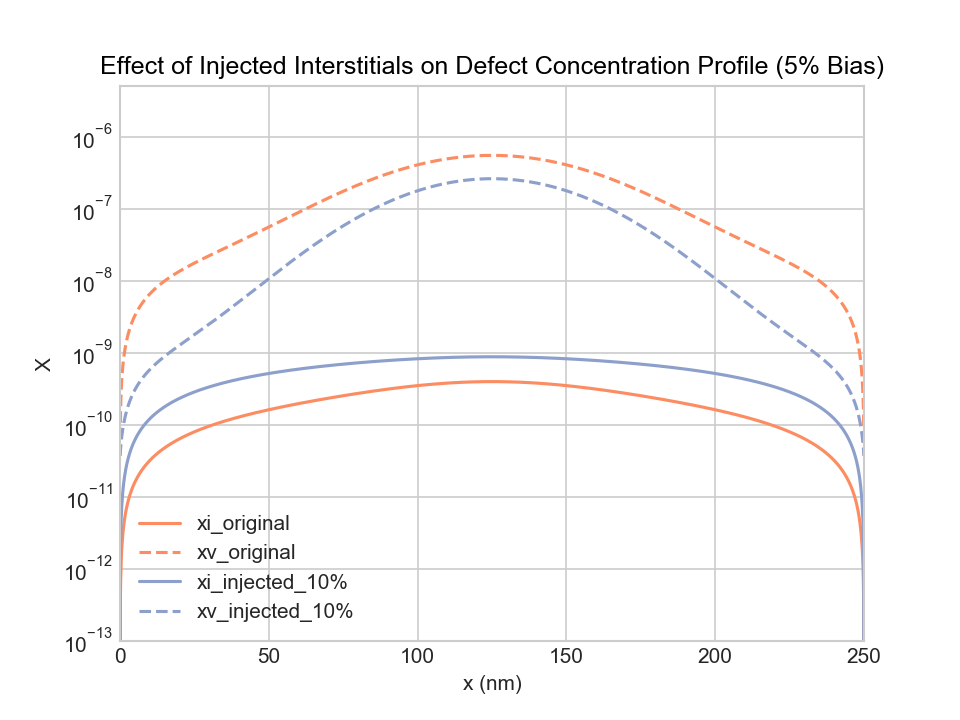 Effect of Injected Interstitials on Defect Concentration Profile (5% Bias)
X
10⁻⁶
10⁻⁷
10⁻⁸
10⁻⁹
10⁻¹⁰
10⁻¹¹
10⁻¹²
10⁻¹³
xi_original
xv_original
xi_injected_10%
xv_injected_10%
0 50 100 150 200 250
x (nm)